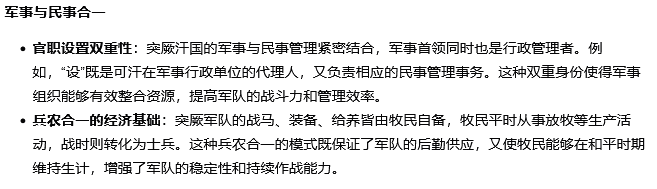 军事与民事合一
官职设置双重性：突厥汗国的军事与民事管理紧密结合，军事首领同时也是行政管理者。例
如，“设”既是可汗在军事行政单位的代理人，又负责相应的民事管理事务。这种双重身份使得军事
组织能够有效整合资源，提高军队的战斗力和管理效率。
兵农合一的经济基础：突厥军队的战马、装备、给养皆由牧民自备，牧民平时从事放牧等生产活
动，战时则转化为士兵。这种兵农合一的模式既保证了军队的后勤供应，又使牧民能够在和平时期
维持生计，增强了军队的稳定性和持续作战能力。